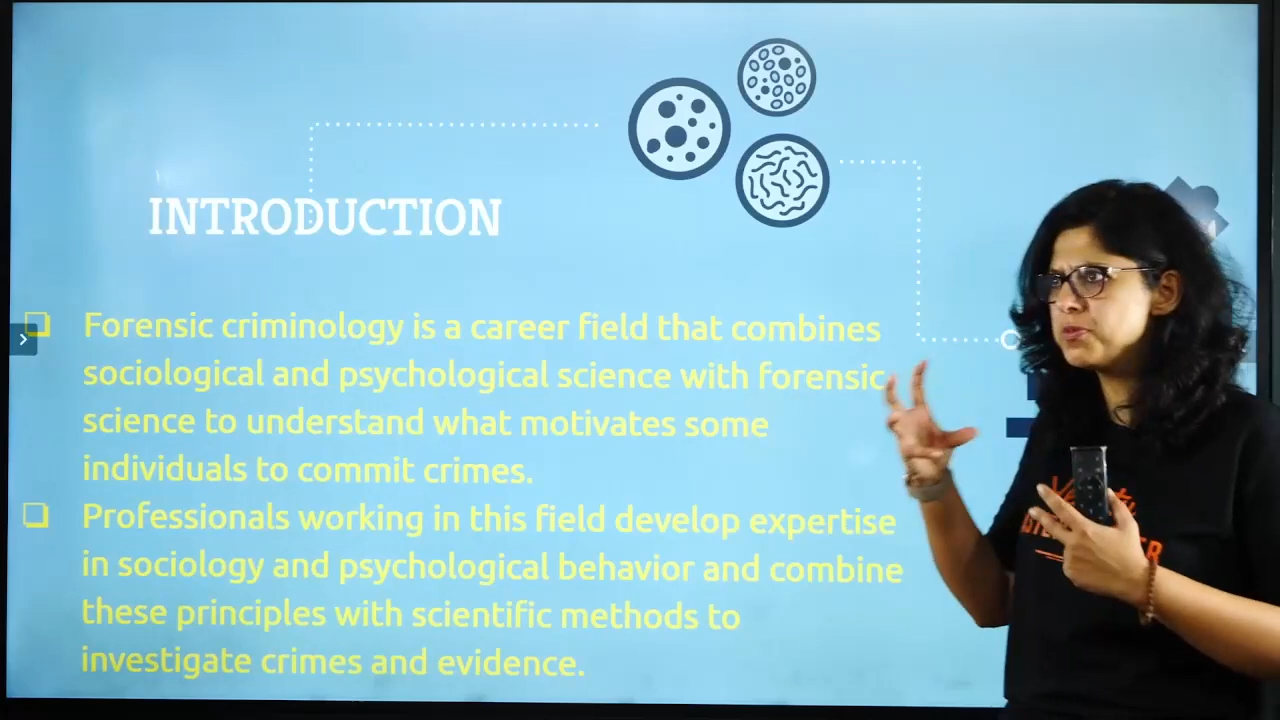 INTRODUCTION
Forensic criminology is a career field that combines
sociological and psychological science with forensic
science to understand what motivates some
individuals to commit crimes.
Professionals working in this field develop expertise
in sociology and psychological behavior and combine
these principles with scientific methods to
investigate crimes and evidence.